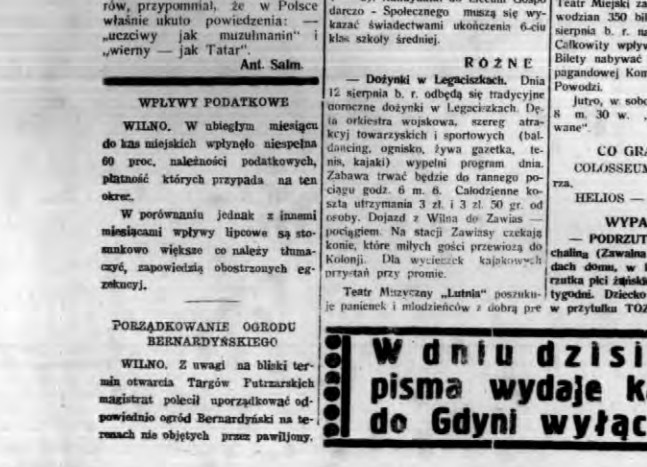 rów, przypomniał, że w Polsce
właśnie ukuto powiedzenia: —
„uczciwy jak muzułmanin" i
„wierny — jak Tatar".
Ant. Salm.
WPŁYWY PODATKOWE
WILNO. W ubiegłym miesiącu
do kas miejskich wpłynęło niespełna
60 proc. należności podatkowych,
płatność których przypada na ten
okres.
W porównaniu jednak z innemi
miesiącami wpływy lipcowe są sto-
sunkowo większe co należy tłuma-
czyć, zapowiedzią obostrzonych eg-
zekucyj.
PORZĄDKOWANIE OGRODU
BERNARDYŃSKIEGO
WILNO. Z uwagi na bliski ter-
min otwarcia Targów Futrzarskich
magistrat polecił uporządkować od-
powiednio ogród Bernardyński na te-
renach nie objętych przez pawiljony.
darczo - Społecznego muszą się wy-
kazać świadectwami ukończenia 6-ciu
klas szkoły średniej.
RÓŻNE
— Dożynki w Legaciszkach. Dnia
12 sierpnia b. r. odbędą się tradycyjne
doroczne dożynki w Legaciszkach. Dę-
ta orkiestra wojskowa, szereg atra-
kcyj towarzyskich i sportowych (bal-
dancing, ognisko, żywa gazetka, te-
nis, kajaki) wypełni program dnia.
Zabawa trwać będzie do rannego po-
ciągu godz. 6 m. 6. Całodzienne ko-
szta utrzymania 3 zł. i 3 zł. 50 gr. od
osoby. Dojazd z Wilna do Zawias —
pociągiem. Na stacji Zawiasy czekają
konie, które miłych gości przewiozą do
Kolonji. Dla wycieczek kajakowych
przystań przy promie.
Teatr Muzyczny „Lutnia" poszuku-
je panienek i młodzieńców z dobrą pre
Teatr Miejski za
wodzian 350 bil
sierpnia b. r. na
Całkowity wpływ
Bilety nabywać
pagandowej Kom
Powodzi.
Jutro, w sobo
8 m. 30 w. „
wane".
CO GRA
COLOSSEUM
rza.
HELIOS —
WYPA
— PODRZUT
chaliną (Zawalna
dach domu, w
rzutka płci żeńskie
tygodni. Dziecko
w przytułku TOZ
W dniu dzisi
pisma wydaje k
do Gdyni wyłąc